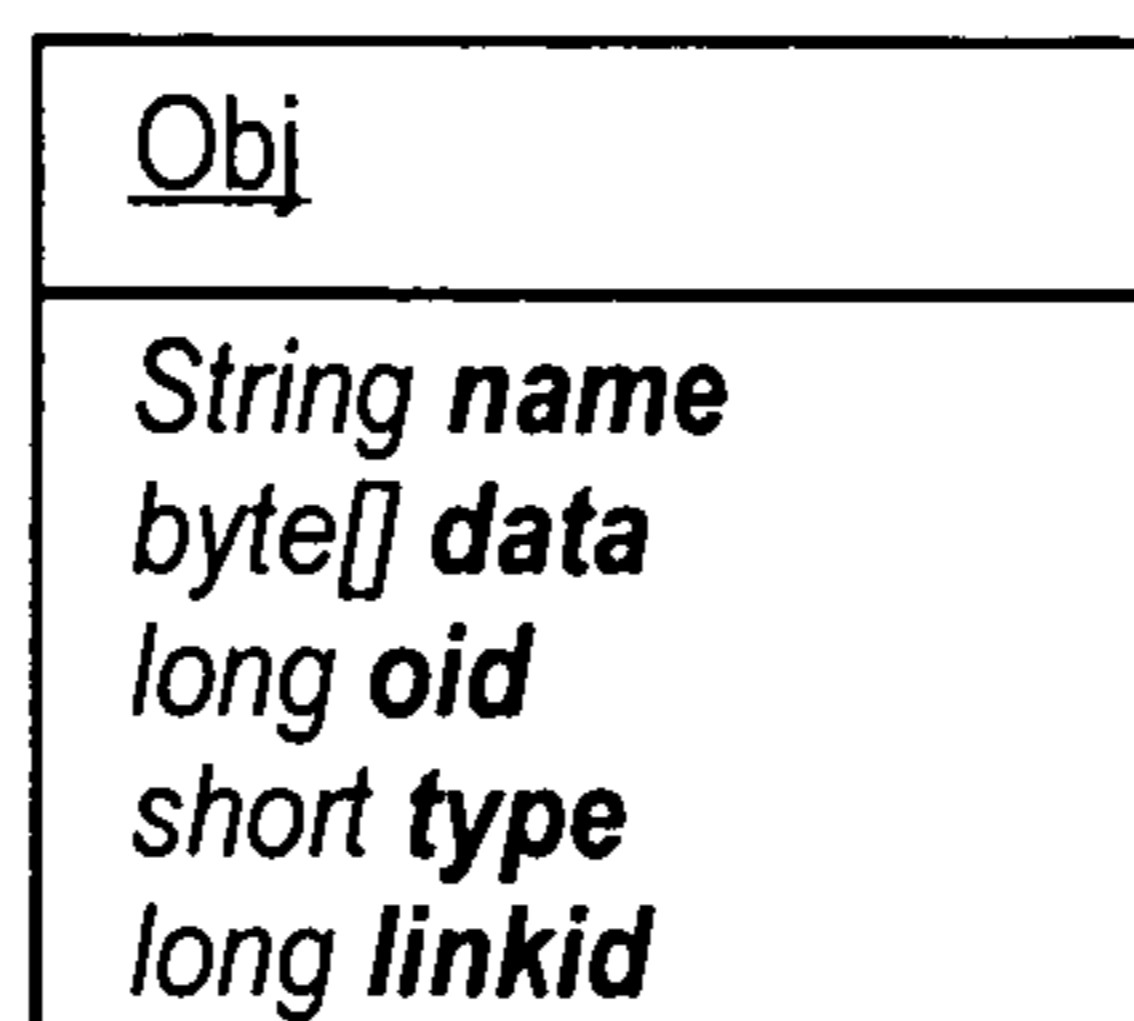 Obj
String name
byte[] data
long oid
short type
long linkid